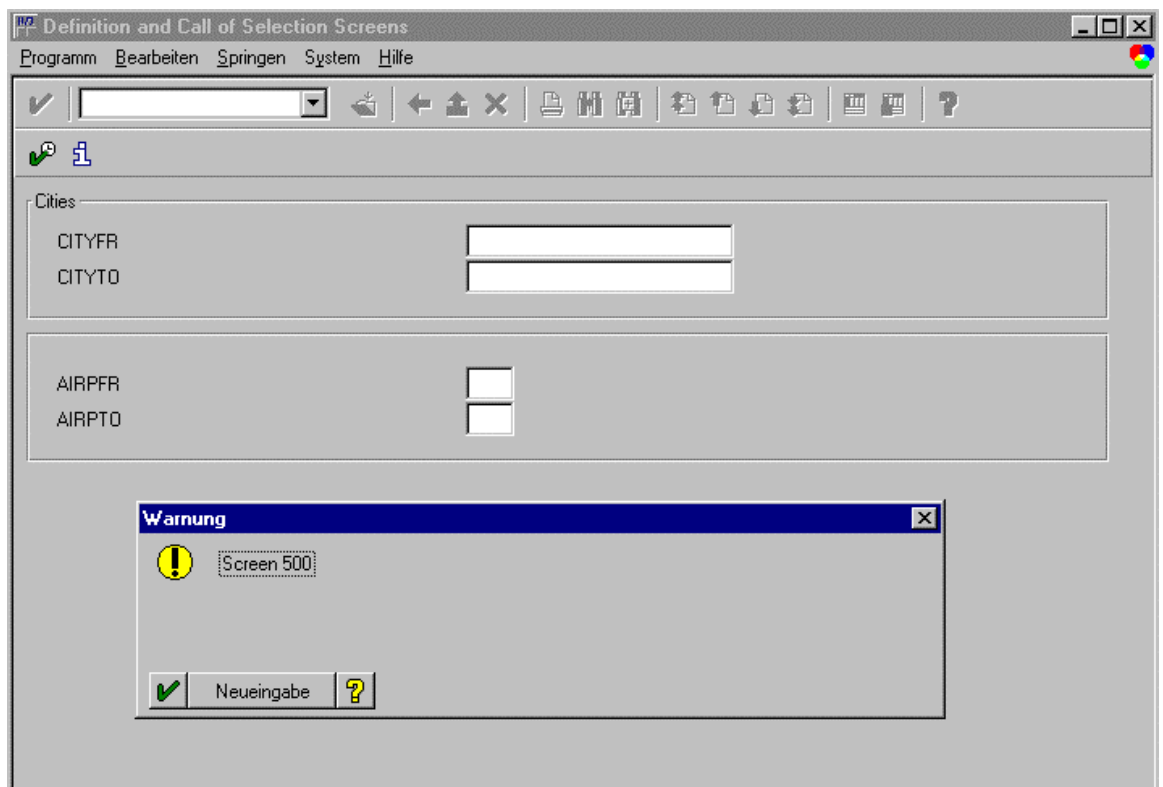 Definition and Call of Selection Screens
Programm Bearbeiten Springen System Hilfe
Cities
CITYFR
CITYTO
AIRPFR
AIRPTO
Warnung
Screen 500
Neueingabe